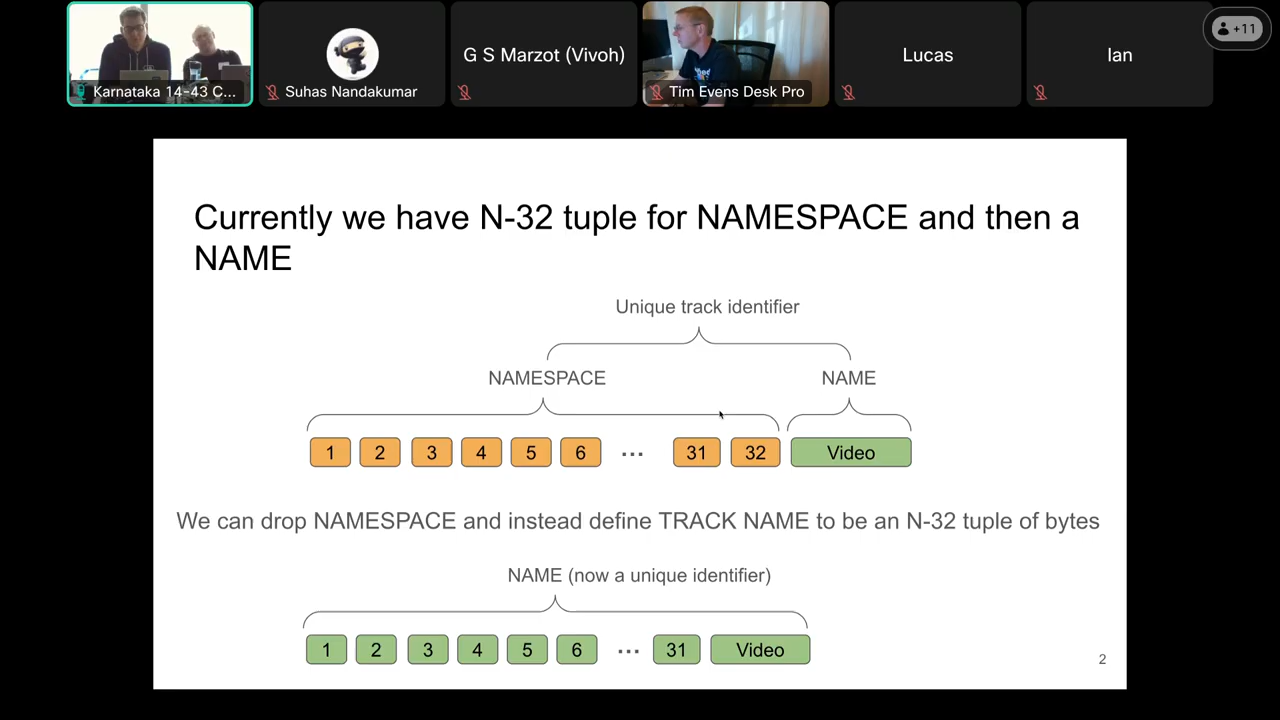 Karnataka 14-43 C...
Suhas Nandakumar
G S Marzot (Vivoh)
Tim Evens Desk Pro
Lucas
Ian
+11
Currently we have N-32 tuple for NAMESPACE and then a
NAME
Unique track identifier
NAMESPACE NAME
1 2 3 4 5 6 ... 31 32 Video
We can drop NAMESPACE and instead define TRACK NAME to be an N-32 tuple of bytes
NAME (now a unique identifier)
1 2 3 4 5 6 ... 31 Video
2